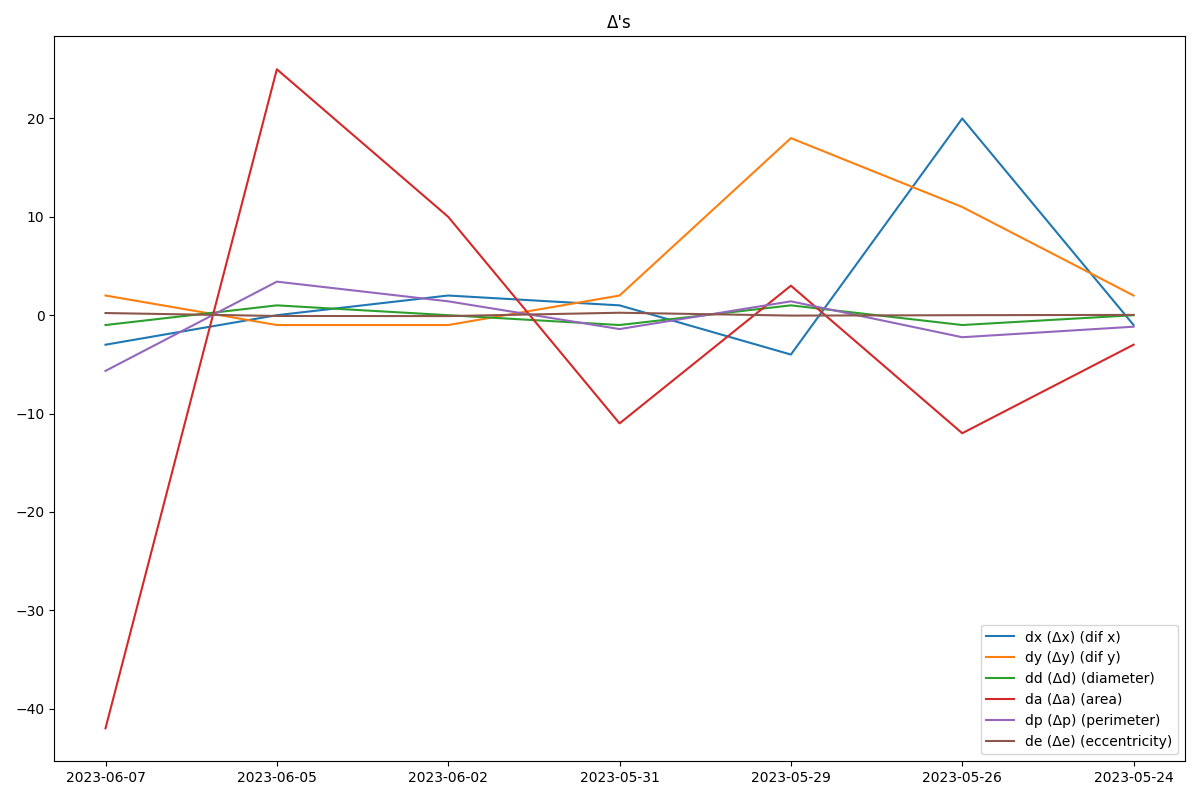 Δ's
20
10
0
−10
−20
−30
−40
2023-06-07 2023-06-05 2023-06-02 2023-05-31 2023-05-29 2023-05-26 2023-05-24
dx (Δx) (dif x)
dy (Δy) (dif y)
dd (Δd) (diameter)
da (Δa) (area)
dp (Δp) (perimeter)
de (Δe) (eccentricity)